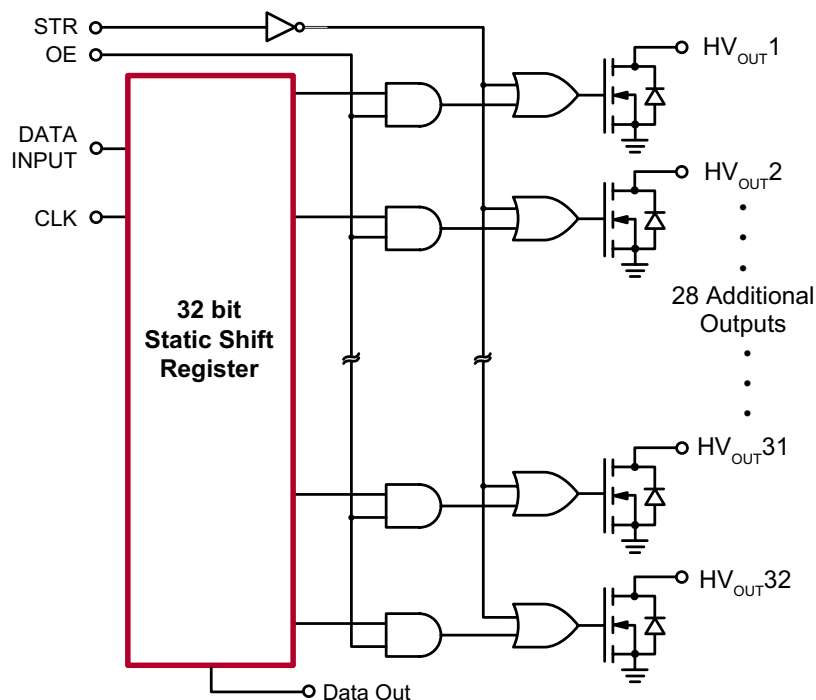 STR
OE
DATA
INPUT
CLK
32 bit
Static Shift
Register
Data Out
HVOUT1
HVOUT2
28 Additional
Outputs
HVOUT31
HVOUT32